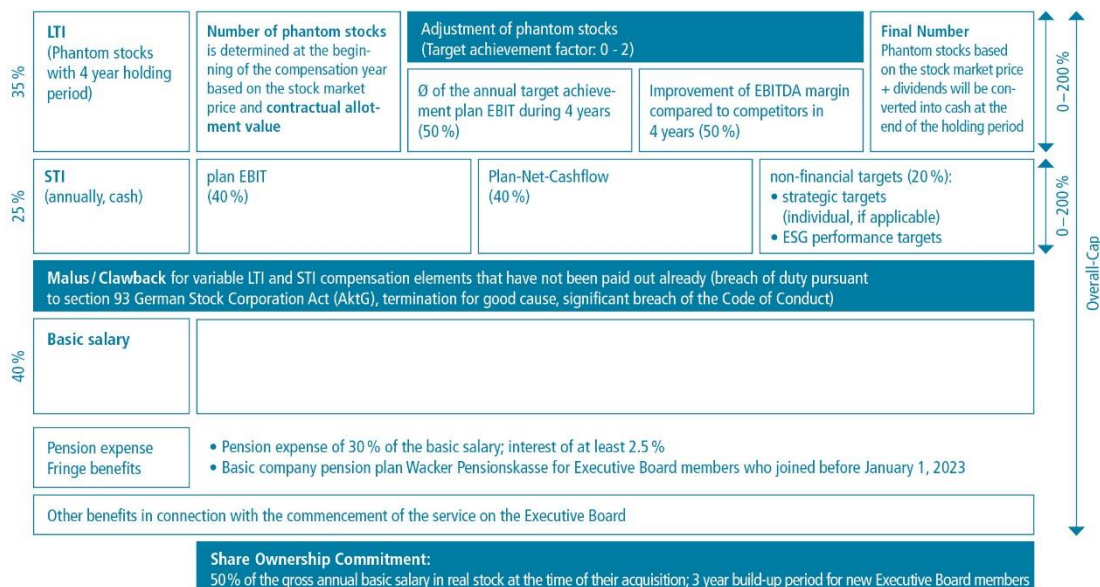 35 %
LTI
(Phantom stocks
with 4 year holding
period)
Number of phantom stocks
is determined at the begin-
ning of the compensation year
based on the stock market
price and contractual allot-
ment value
Adjustment of phantom stocks
(Target achievement factor: 0 - 2)
Ø of the annual target achieve-
ment plan EBIT during 4 years
(50 %)
Improvement of EBITDA margin
compared to competitors in
4 years (50 %)
Final Number
Phantom stocks based
on the stock market price
+ dividends will be con-
verted into cash at the
end of the holding period
0 – 200 %
25 %
STI
(annually, cash)
plan EBIT
(40 %)
Plan-Net-Cashflow
(40 %)
non-financial targets (20 %):
• strategic targets
(individual, if applicable)
• ESG performance targets
0 – 200 %
Malus / Clawback for variable LTI and STI compensation elements that have not been paid out already (breach of duty pursuant
to section 93 German Stock Corporation Act (AktG), termination for good cause, significant breach of the Code of Conduct)
40 %
Basic salary
Pension expense
Fringe benefits
• Pension expense of 30 % of the basic salary; interest of at least 2.5 %
• Basic company pension plan Wacker Pensionskasse for Executive Board members who joined before January 1, 2023
Other benefits in connection with the commencement of the service on the Executive Board
Overall-Cap
Share Ownership Commitment:
50 % of the gross annual basic salary in real stock at the time of their acquisition; 3 year build-up period for new Executive Board members